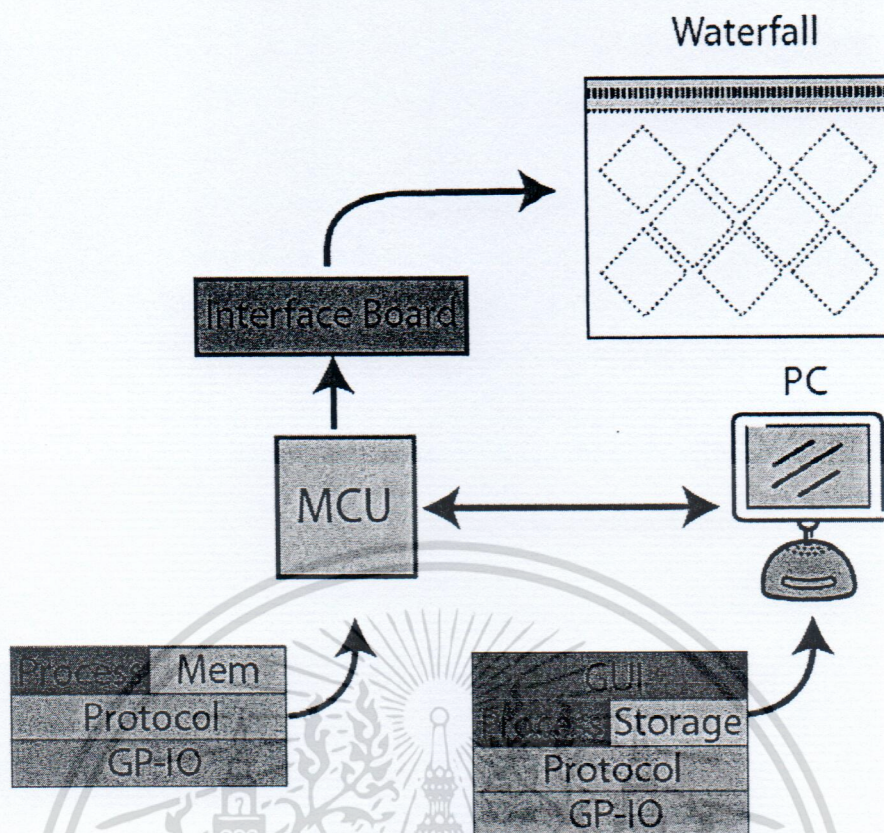 Waterfall
Interface Board
PC
MCU
Process Mem
Protocol
GP-IO
GUI
Process Storage
Protocol
GP-IO